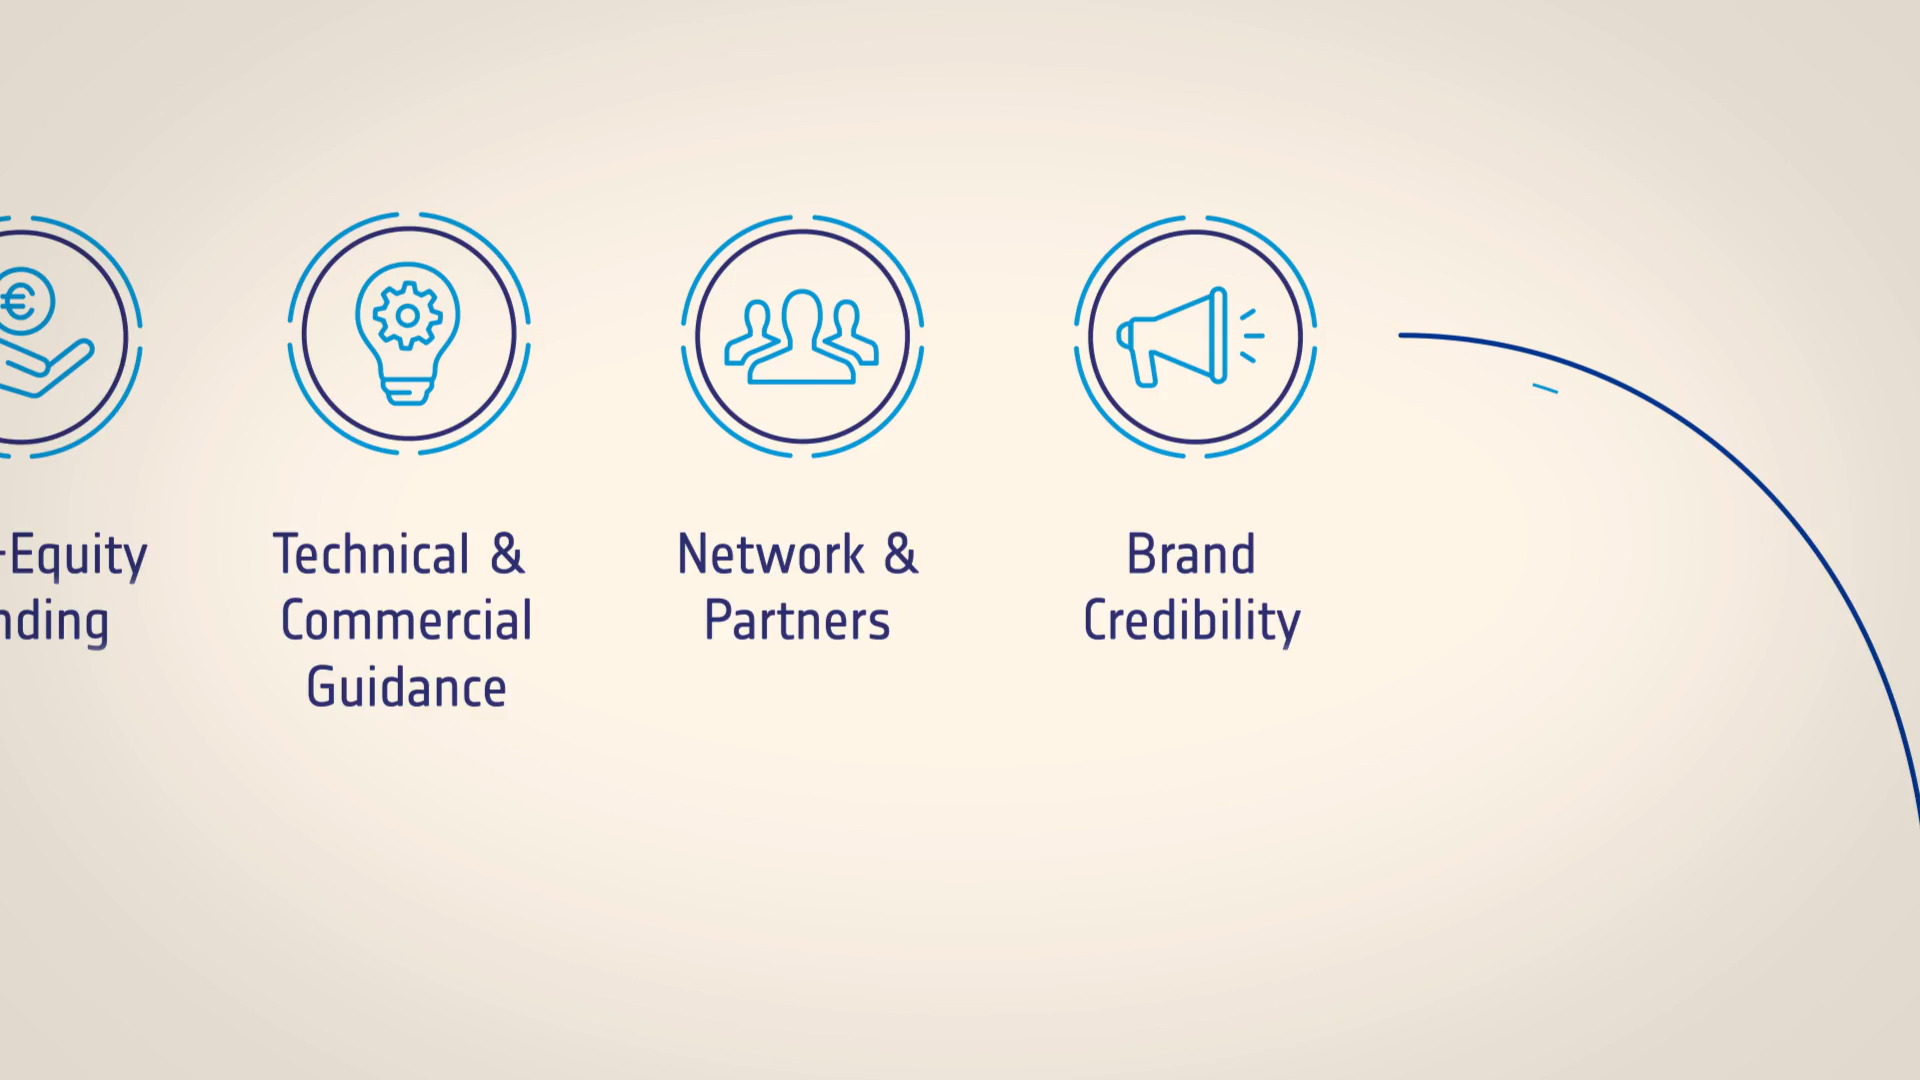 -Equity
nding
Technical &
Commercial
Guidance
Network &
Partners
Brand
Credibility
€